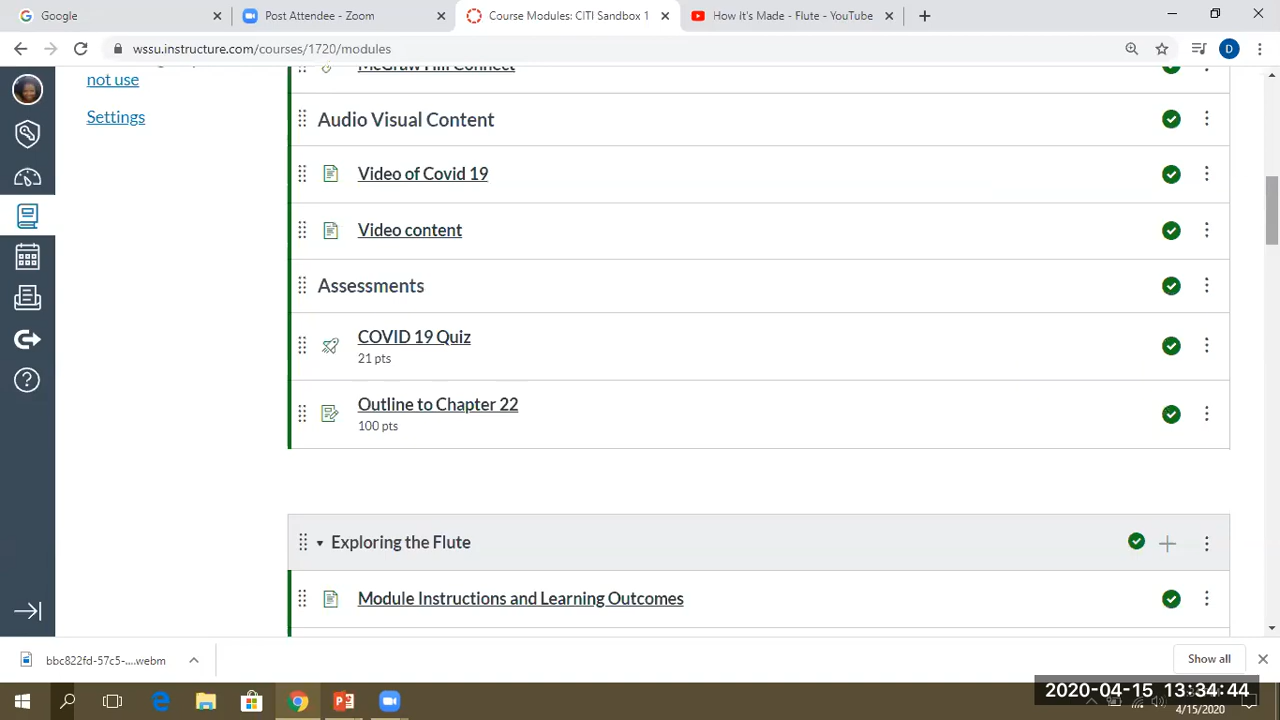 Google
Post Attendee - Zoom
Course Modules: CITI Sandbox 1
How it's Made - Flute - YouTube
wssu.instructure.com/courses/1720/modules
D
not use
Settings
McGraw Hill Connect
Audio Visual Content
Video of Covid 19
Video content
Assessments
COVID 19 Quiz
21 pts
Outline to Chapter 22
100 pts
Exploring the Flute
Module Instructions and Learning Outcomes
bbc822fd-57c5-....webm
Show all
2020-04-15 13:34:44
4/15/2020